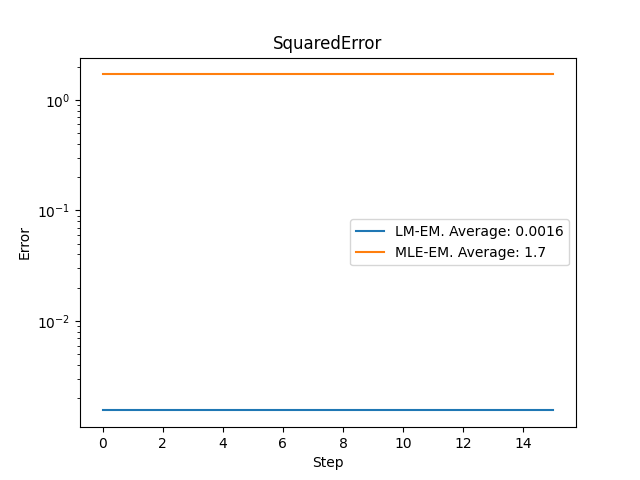 SquaredError
Error
10⁰
10⁻¹
10⁻²
LM-EM. Average: 0.0016
MLE-EM. Average: 1.7
0 2 4 6 8 10 12 14
Step